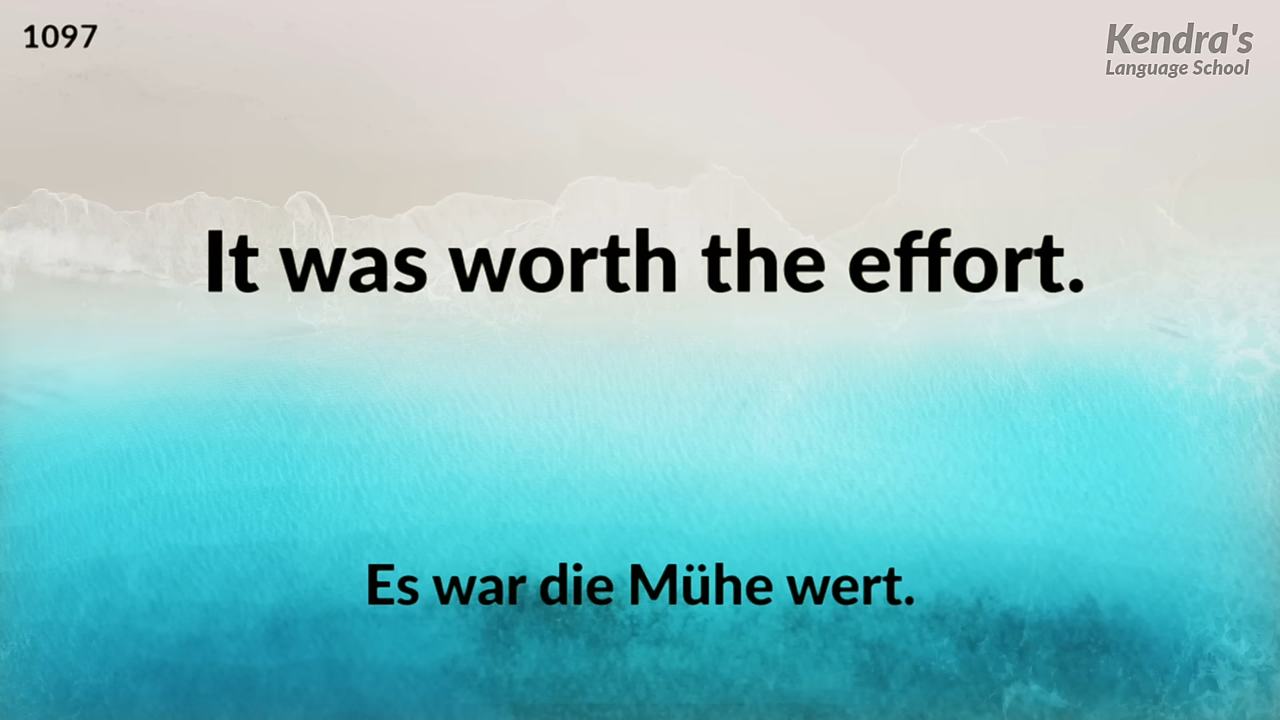 1097
Kendra's
Language School
It was worth the effort.
Es war die Mühe wert.